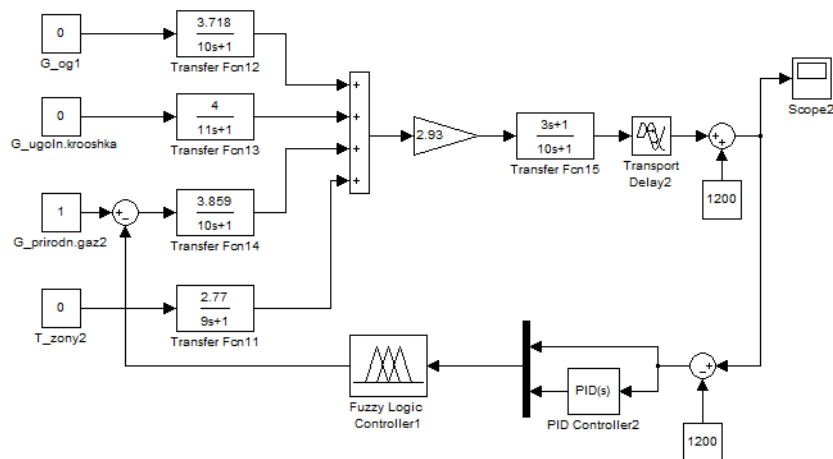 0
G_og1
3.718
10s+1
Transfer Fcn12
+
0
G_ugoln.krooshka
4
11s+1
Transfer Fcn13
+
2.93
3s+1
10s+1
Transfer Fcn15
Transport
Delay2
+
+
1200
Scope2
1
G_prirodn.gaz2
+
−
3.859
10s+1
Transfer Fcn14
+
0
T_zony2
2.77
9s+1
Transfer Fcn11
+
Fuzzy Logic
Controller1
PID(s)
PID Controller2
−
+
1200